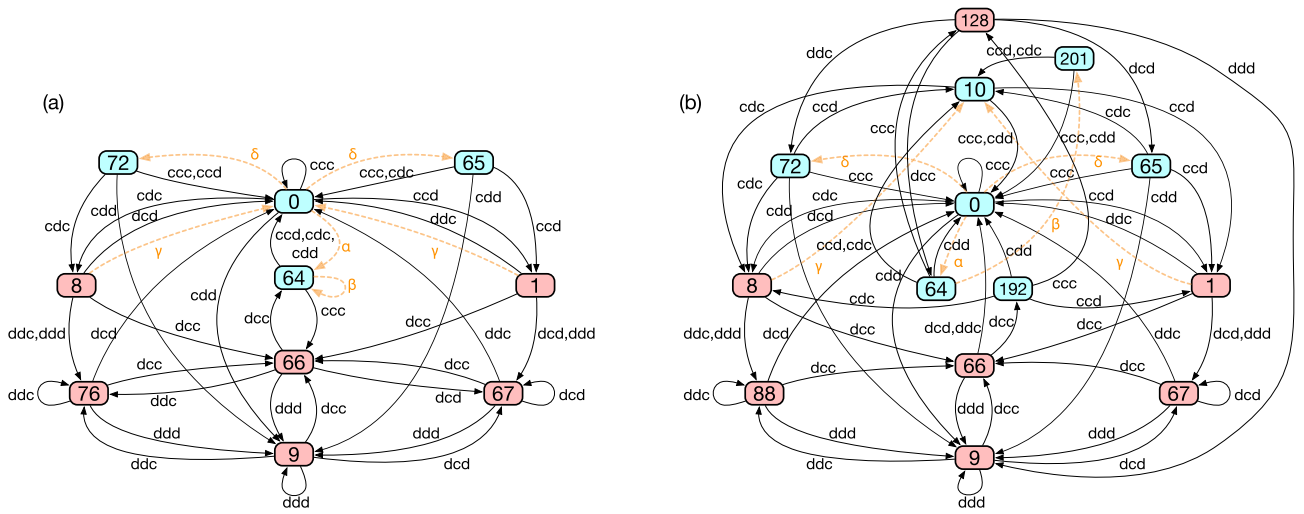 (a)
72
δ
δ
65
ccc
ccc,ccd
ccc,cdc
0
cdc
ccd
cdc
cdd
dcd
ddc
cdd
ccd
γ
ccd,cdc,
cdd
α
γ
8
64
β
1
cdd
ccc
dcc
ddc,ddd
dcd
dcc
dcc
ddc
dcd,ddd
66
dcc
dcc
76
67
ddc
ddc
dcd
dcd
ddd
dcc
ddd
ddd
9
ddc
dcd
ddd
(b)
128
ccd,cdc
201
ddc
dcd
ddd
10
cdc
ccd
cdc
ccd
ccc
dcc
ccc,cdd
ccc,cdd
72
δ
δ
65
ccc
ccc
ccc
ccd
cdc
cdc
ccd
cdd
0
cdd
dcd
ddc
β
ccd,cdc
cdd
cdd
γ
α
γ
cdd
8
64
192
ccc
1
cdc
ccd
ddc,ddd
dcd
dcc
dcd,ddc
dcc
dcc
ddc
dcd,ddd
66
dcc
dcc
88
67
ddc
dcd
ddd
dcc
ddd
9
ddc
dcd
ddd